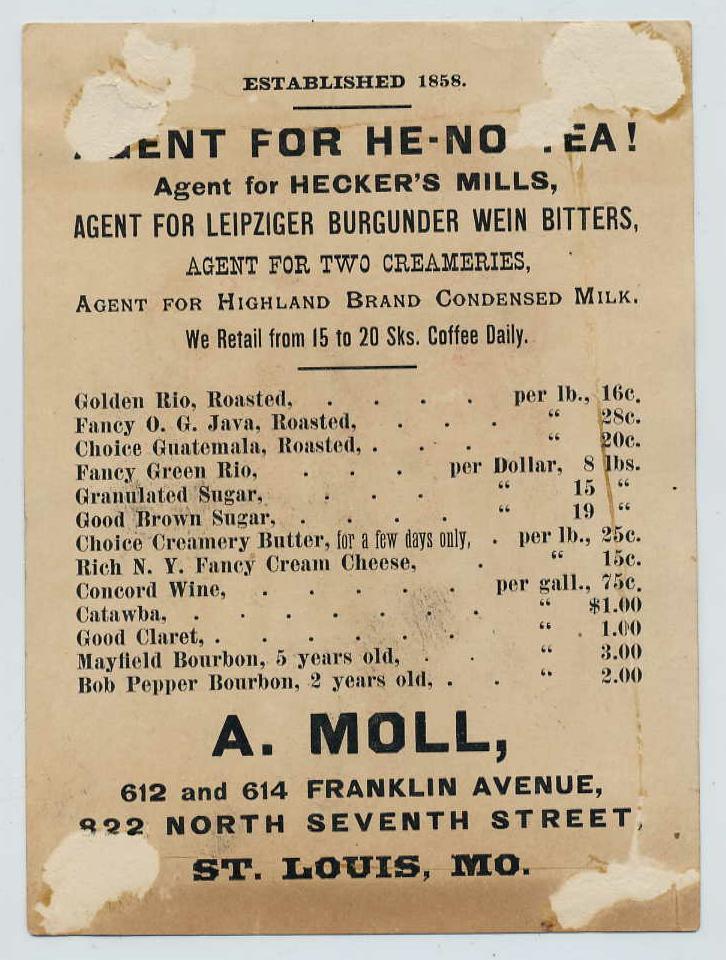 ESTABLISHED 1858.
AGENT FOR HE-NO TEA!
Agent for HECKER'S MILLS,
AGENT FOR LEIPZIGER BURGUNDER WEIN BITTERS,
AGENT FOR TWO CREAMERIES,
AGENT FOR HIGHLAND BRAND CONDENSED MILK.
We Retail from 15 to 20 Sks. Coffee Daily.
Golden Rio, Roasted, . . . . per lb., 16c.
Fancy O. G. Java, Roasted, . . . “ 28c.
Choice Guatemala, Roasted, . . . “ 20c.
Fancy Green Rio, . . . per Dollar, 8 lbs.
Granulated Sugar, . . . “ 15 “
Good Brown Sugar, . . . . “ 19 “
Choice Creamery Butter, for a few days only, . per lb., 25c.
Rich N. Y. Fancy Cream Cheese, . “ 15c.
Concord Wine, . . . . . per gall., 75c.
Catawba, . . . . . . . “ $1.00
Good Claret, . . . . . . “ 1.00
Mayfield Bourbon, 5 years old, . . “ 3.00
Bob Pepper Bourbon, 2 years old, . . “ 2.00
A. MOLL,
612 and 614 FRANKLIN AVENUE,
822 NORTH SEVENTH STREET,
ST. LOUIS, MO.